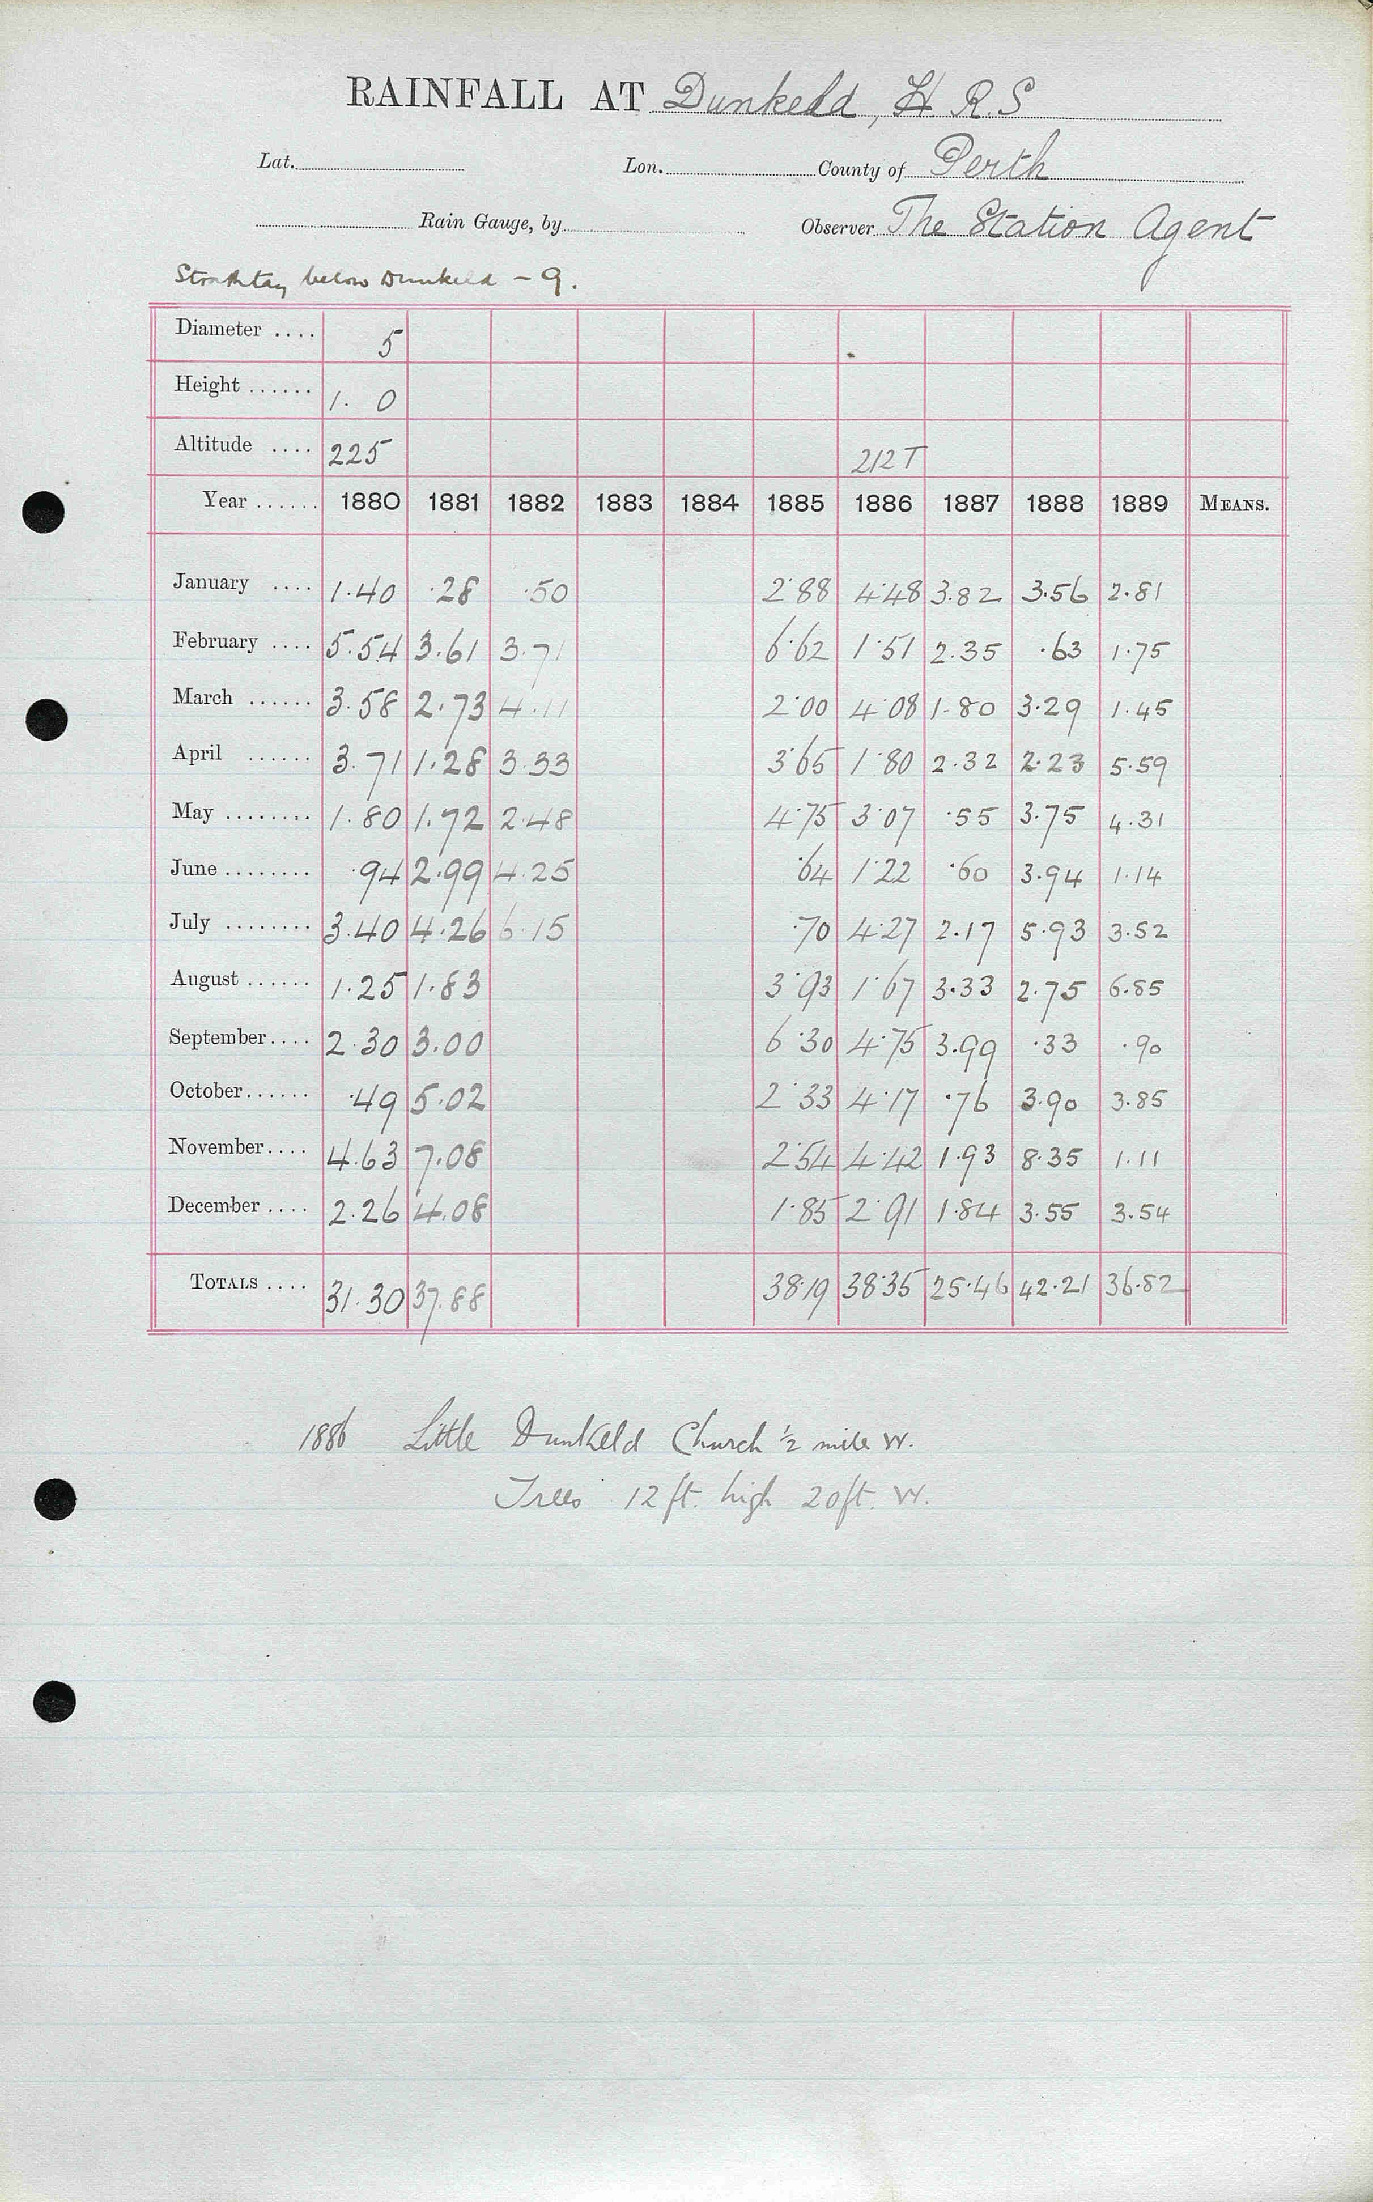 RAINFALL AT Dunkeld, H R.S
Lat. Lon. County of Perth
Rain Gauge, by Observer The Station Agent
Strathtay below Dunkeld - 9.
Diameter .... 5
Height ...... 1. 0
Altitude .... 225 212 T
Year ...... 1880 1881 1882 1883 1884 1885 1886 1887 1888 1889 MEANS.
January .... 1.40 .28 .50 2.88 4.48 3.82 3.56 2.81
February .... 5.54 3.61 3.71 6.62 1.51 2.35 .63 1.75
March ...... 3.58 2.73 4.11 2.00 4.08 1.80 3.29 1.45
April ...... 3.71 1.28 3.33 3.65 1.80 2.32 2.23 5.59
May ........ 1.80 1.72 2.48 4.75 3.07 .55 3.75 4.31
June ........ .94 2.99 4.25 .64 1.22 .60 3.94 1.14
July ........ 3.40 4.26 6.15 .70 4.27 2.17 5.93 3.52
August ...... 1.25 1.83 3.93 1.67 3.33 2.75 6.85
September.... 2.30 3.00 6.30 4.75 3.99 .33 .90
October...... .49 5.02 2.33 4.17 .76 3.90 3.85
November.... 4.63 7.08 2.54 4.42 1.93 8.35 1.11
December .... 2.26 4.08 1.85 2.91 1.84 3.55 3.54
TOTALS .... 31.30 37.88 38.19 38.35 25.46 42.21 36.82
1886 Little Dunkeld Church ½ mile W.
Trees 12 ft. high 20 ft. W.